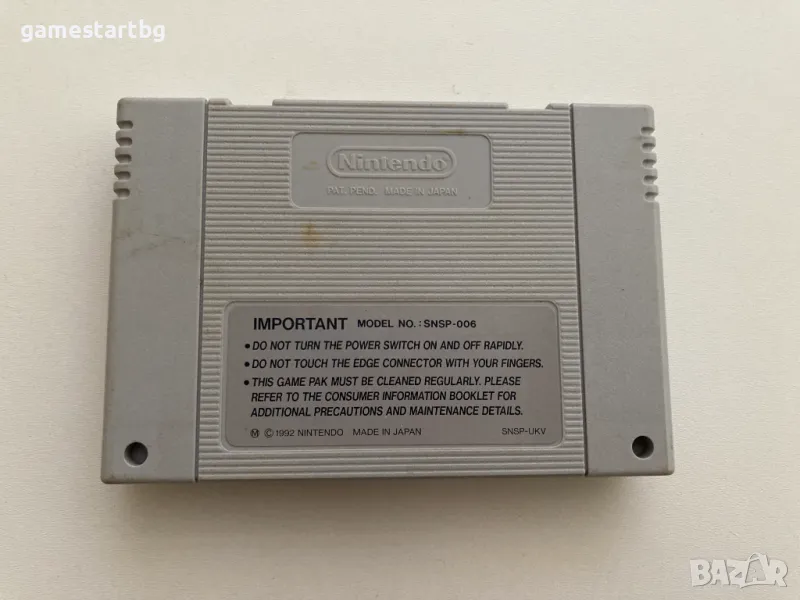 gamestartbg
Nintendo
PAT. PEND. MADE IN JAPAN
IMPORTANT MODEL NO.: SNSP-006
• DO NOT TURN THE POWER SWITCH ON AND OFF RAPIDLY.
• DO NOT TOUCH THE EDGE CONNECTOR WITH YOUR FINGERS.
• THIS GAME PAK MUST BE CLEANED REGULARLY. PLEASE
REFER TO THE CONSUMER INFORMATION BOOKLET FOR
ADDITIONAL PRECAUTIONS AND MAINTENANCE DETAILS.
Ⓜ © 1992 NINTENDO MADE IN JAPAN SNSP-UKV
BAZAR